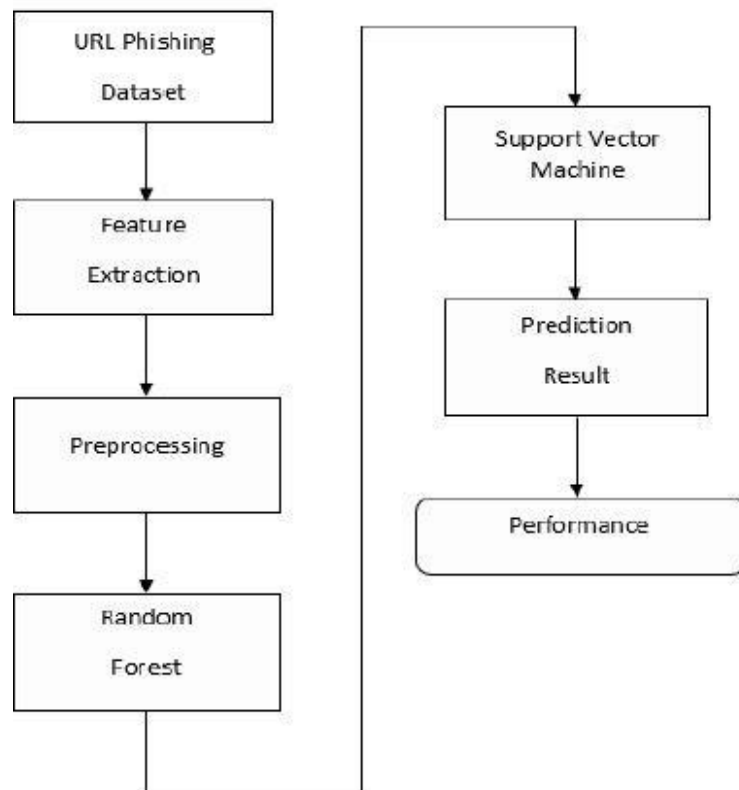 URL Phishing
Dataset
Feature
Extraction
Preprocessing
Random
Forest
Support Vector
Machine
Prediction
Result
Performance